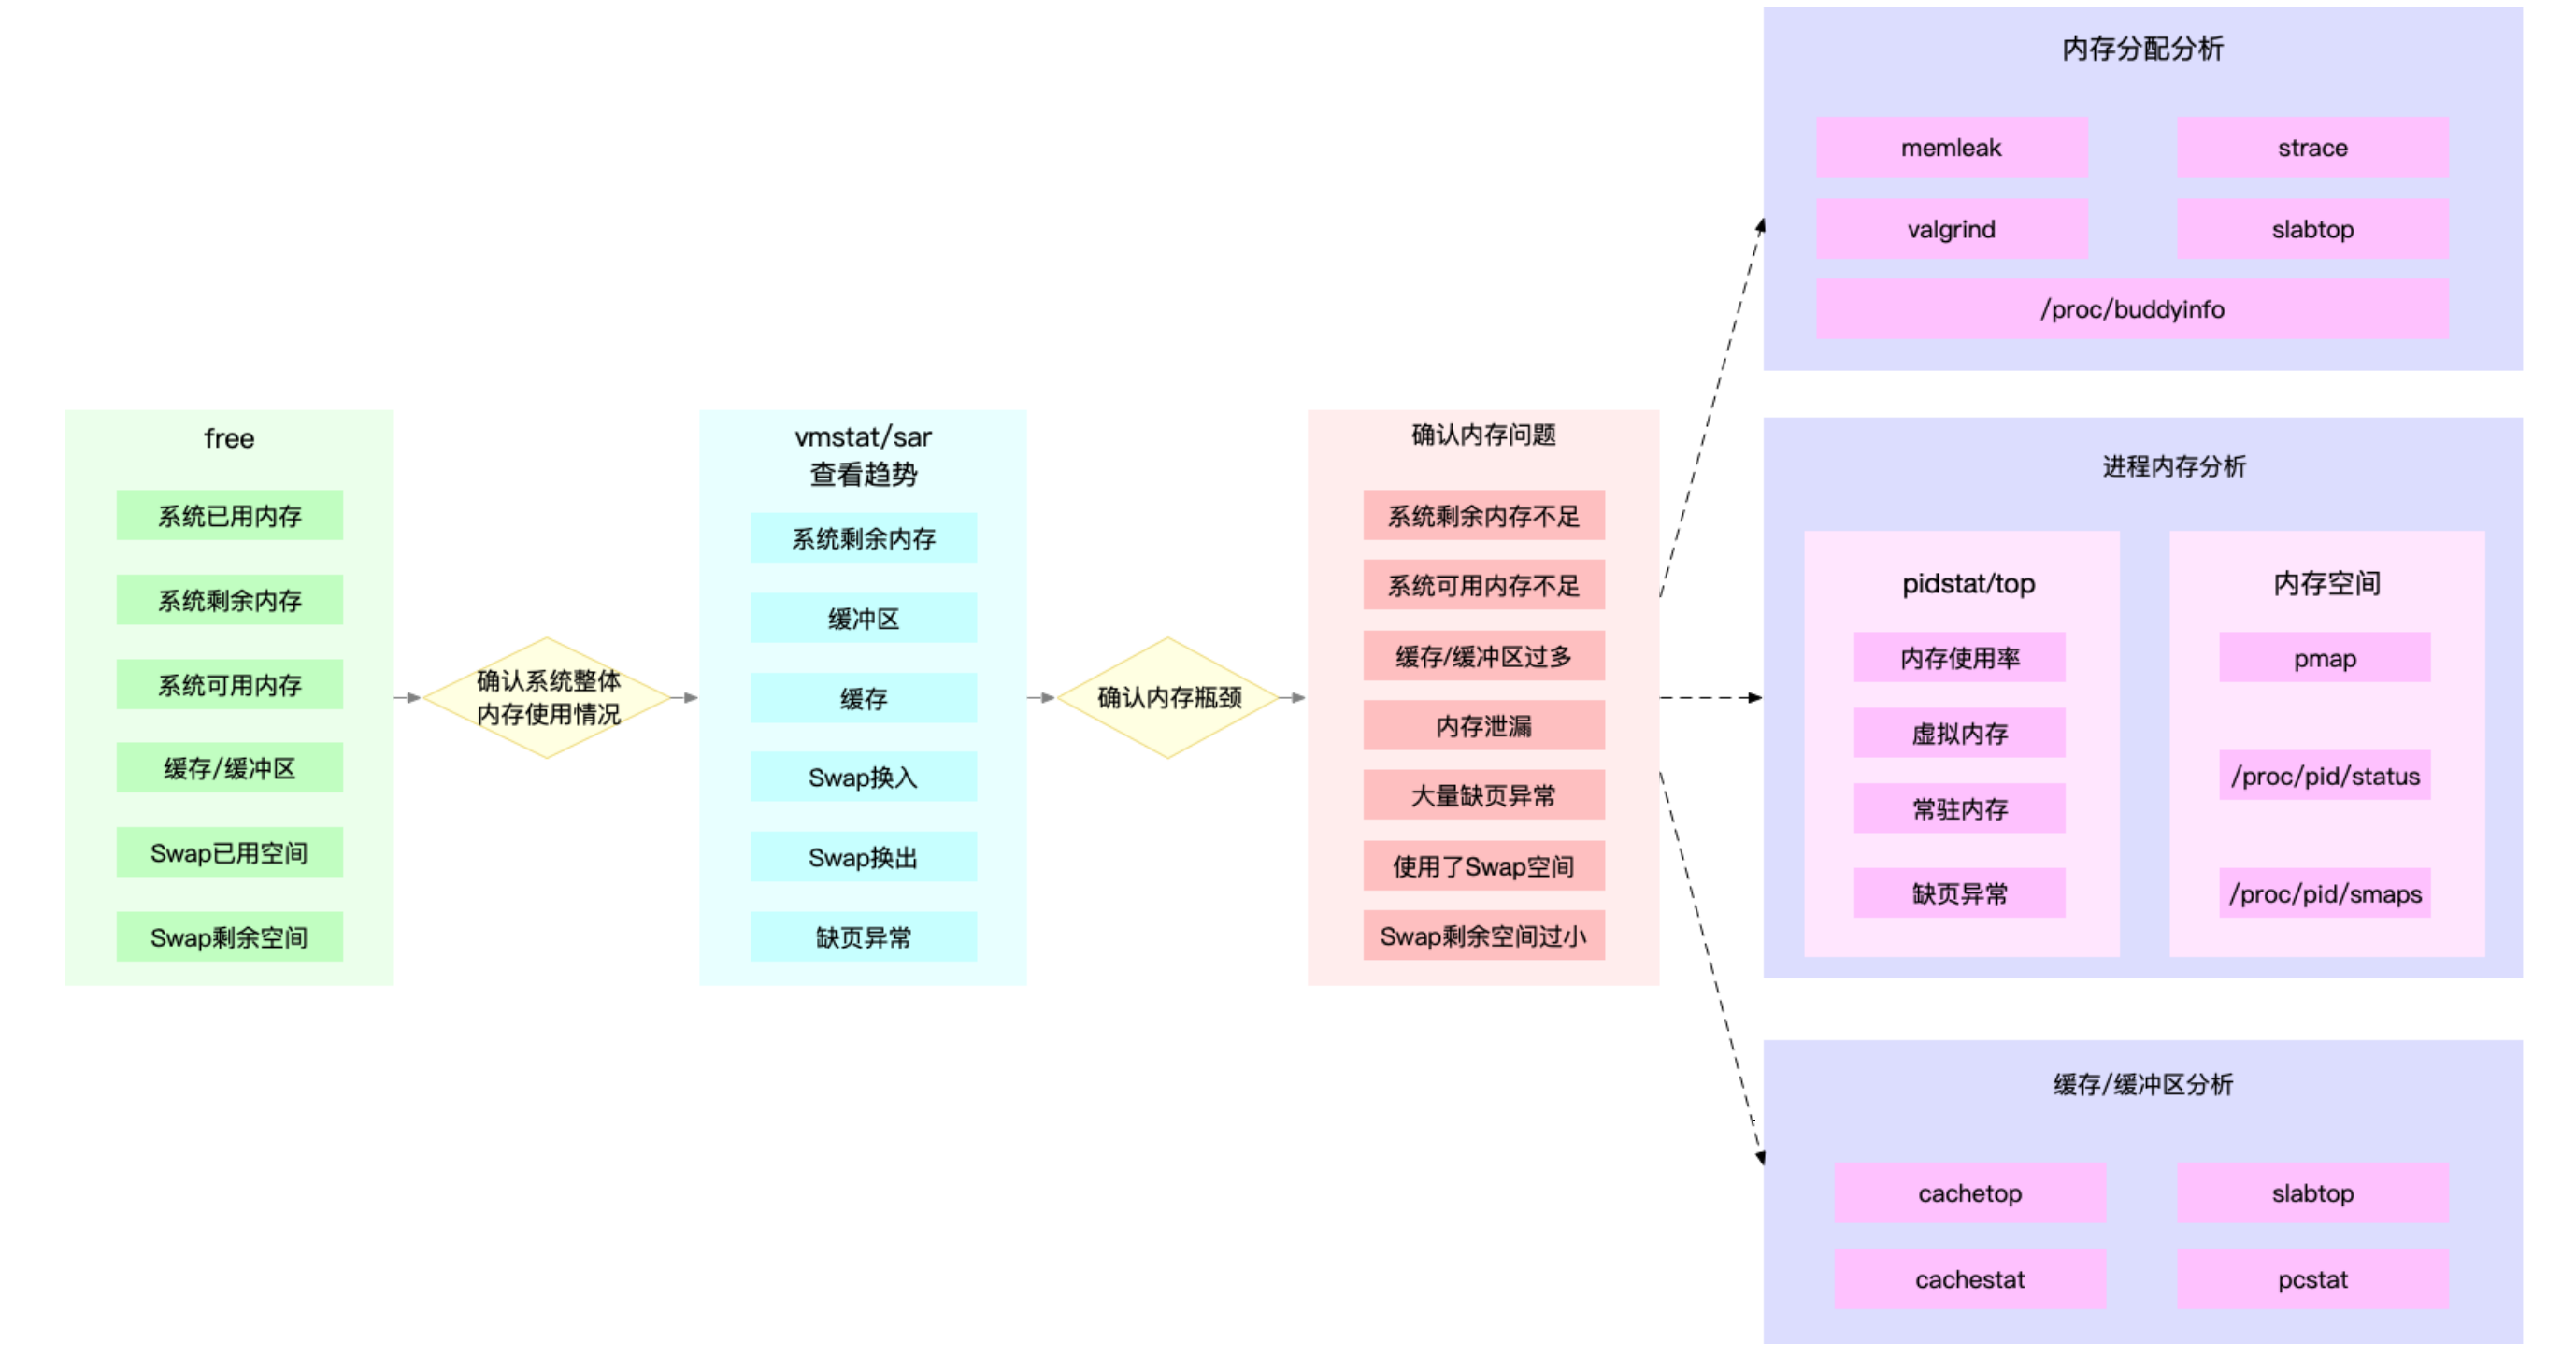 free
系统已用内存
系统剩余内存
系统可用内存
缓存/缓冲区
Swap已用空间
Swap剩余空间
确认系统整体
内存使用情况
vmstat/sar
查看趋势
系统剩余内存
缓冲区
缓存
Swap换入
Swap换出
缺页异常
确认内存瓶颈
确认内存问题
系统剩余内存不足
系统可用内存不足
缓存/缓冲区过多
内存泄漏
大量缺页异常
使用了Swap空间
Swap剩余空间过小
内存分配分析
memleak
strace
valgrind
slabtop
/proc/buddyinfo
进程内存分析
pidstat/top
内存使用率
虚拟内存
常驻内存
缺页异常
内存空间
pmap
/proc/pid/status
/proc/pid/smaps
缓存/缓冲区分析
cachetop
slabtop
cachestat
pcstat